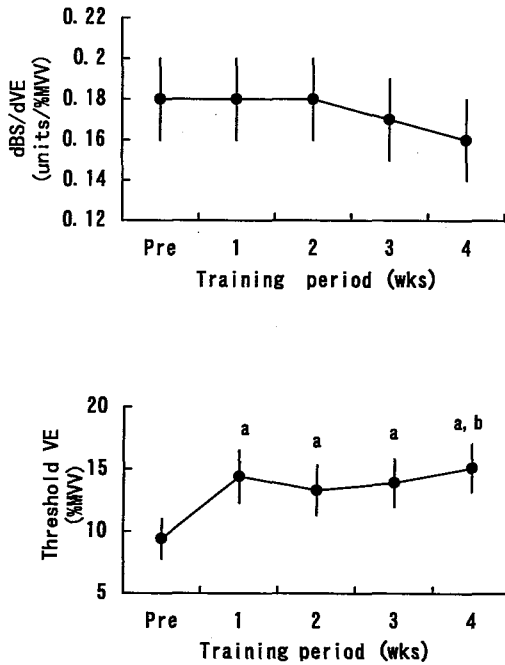 0.22
0.2
0.18
0.16
0.14
0.12
dBS/dVE
(units/%MVV)
Pre 1 2 3 4
Training period (wks)
20
15
10
5
Threshold VE
(%MVV)
a a a a, b
Pre 1 2 3 4
Training period (wks)